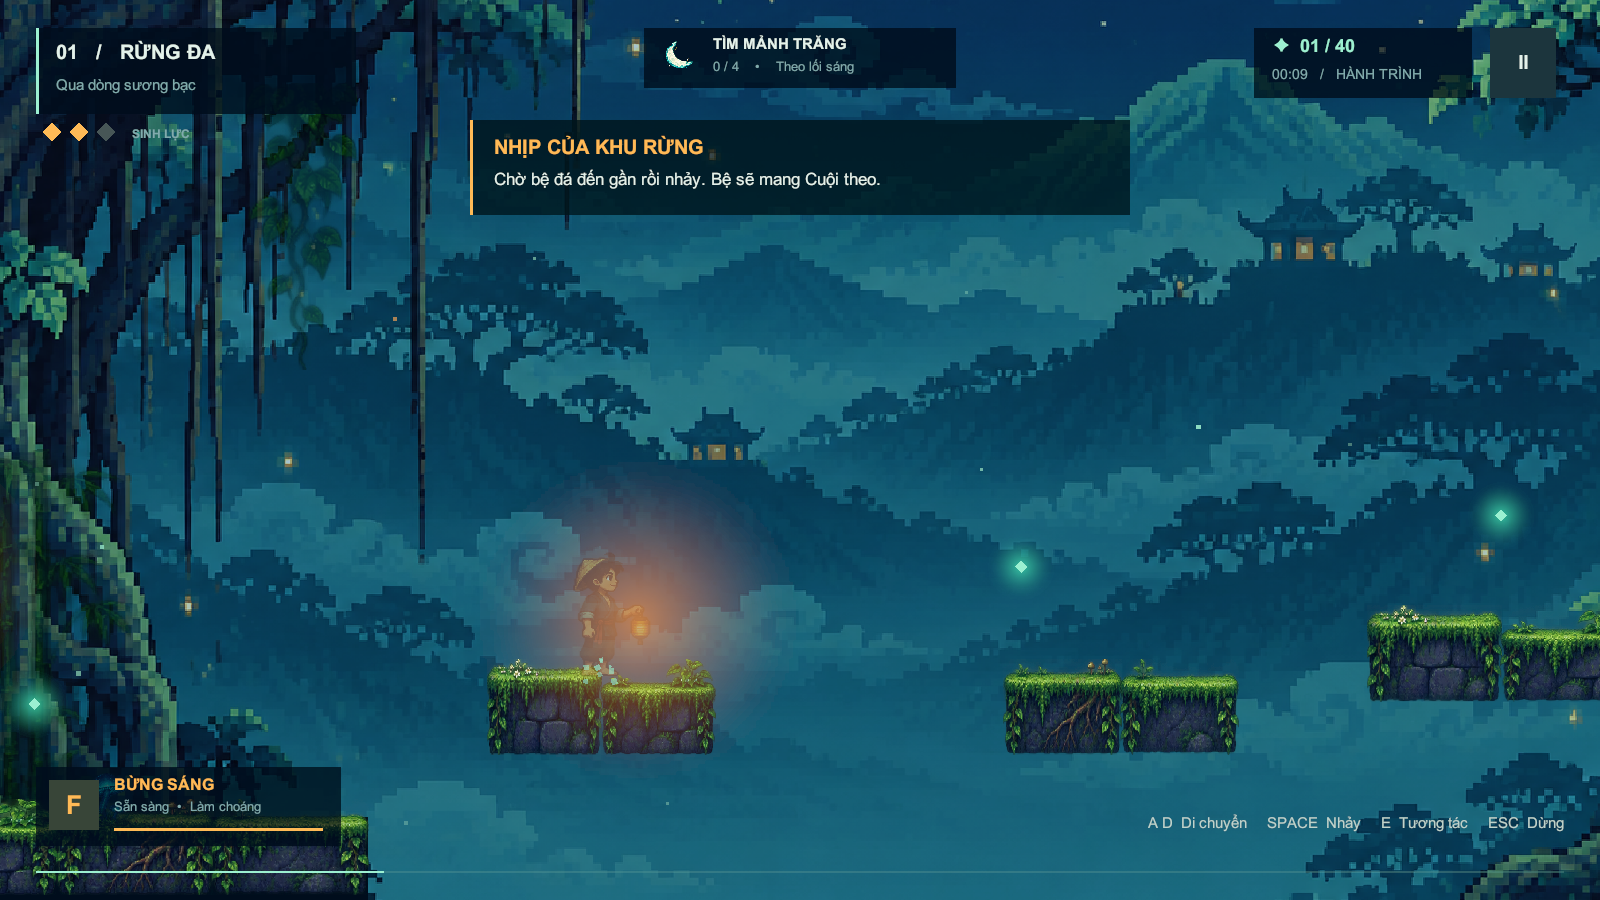 01 / RỪNG ĐA
Qua dòng sương bạc
SINH LỰC
TÌM MẢNH TRĂNG
0 / 4 • Theo lối sáng
01 / 40
00:09 / HÀNH TRÌNH
NHỊP CỦA KHU RỪNG
Chờ bệ đá đến gần rồi nhảy. Bệ sẽ mang Cuội theo.
F
BỪNG SÁNG
Sẵn sàng • Làm choáng
A D Di chuyển SPACE Nhảy E Tương tác ESC Dừng